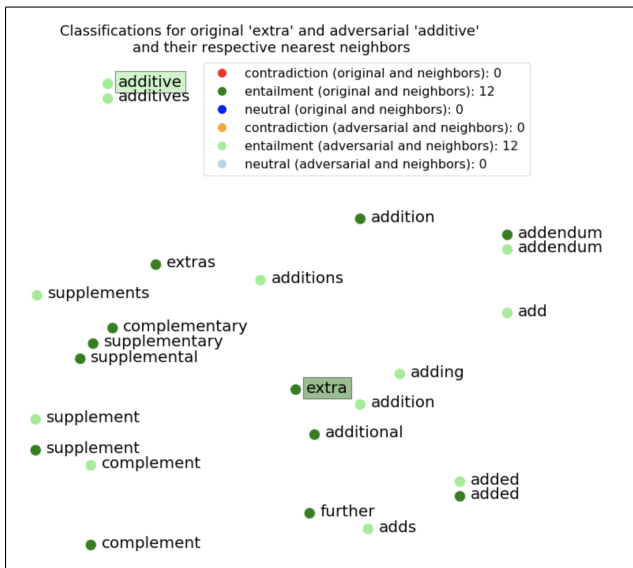 Classifications for original 'extra' and adversarial 'additive'
and their respective nearest neighbors
additive
additives
contradiction (original and neighbors): 0
entailment (original and neighbors): 12
neutral (original and neighbors): 0
contradiction (adversarial and neighbors): 0
entailment (adversarial and neighbors): 12
neutral (adversarial and neighbors): 0
addition
addendum
addendum
extras
additions
supplements
add
complementary
supplementary
supplemental
adding
extra
addition
supplement
additional
supplement
complement
added
added
further
adds
complement